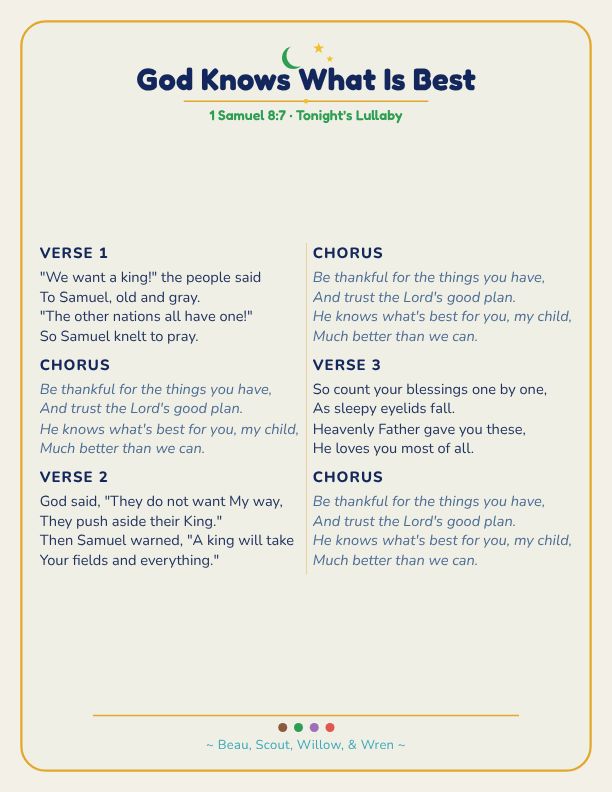 God Knows What Is Best
1 Samuel 8:7 · Tonight's Lullaby
VERSE 1
"We want a king!" the people said
To Samuel, old and gray.
"The other nations all have one!"
So Samuel knelt to pray.
CHORUS
Be thankful for the things you have,
And trust the Lord's good plan.
He knows what's best for you, my child,
Much better than we can.
VERSE 2
God said, "They do not want My way,
They push aside their King."
Then Samuel warned, "A king will take
Your fields and everything."
CHORUS
Be thankful for the things you have,
And trust the Lord's good plan.
He knows what's best for you, my child,
Much better than we can.
VERSE 3
So count your blessings one by one,
As sleepy eyelids fall.
Heavenly Father gave you these,
He loves you most of all.
CHORUS
Be thankful for the things you have,
And trust the Lord's good plan.
He knows what's best for you, my child,
Much better than we can.
~ Beau, Scout, Willow, & Wren ~